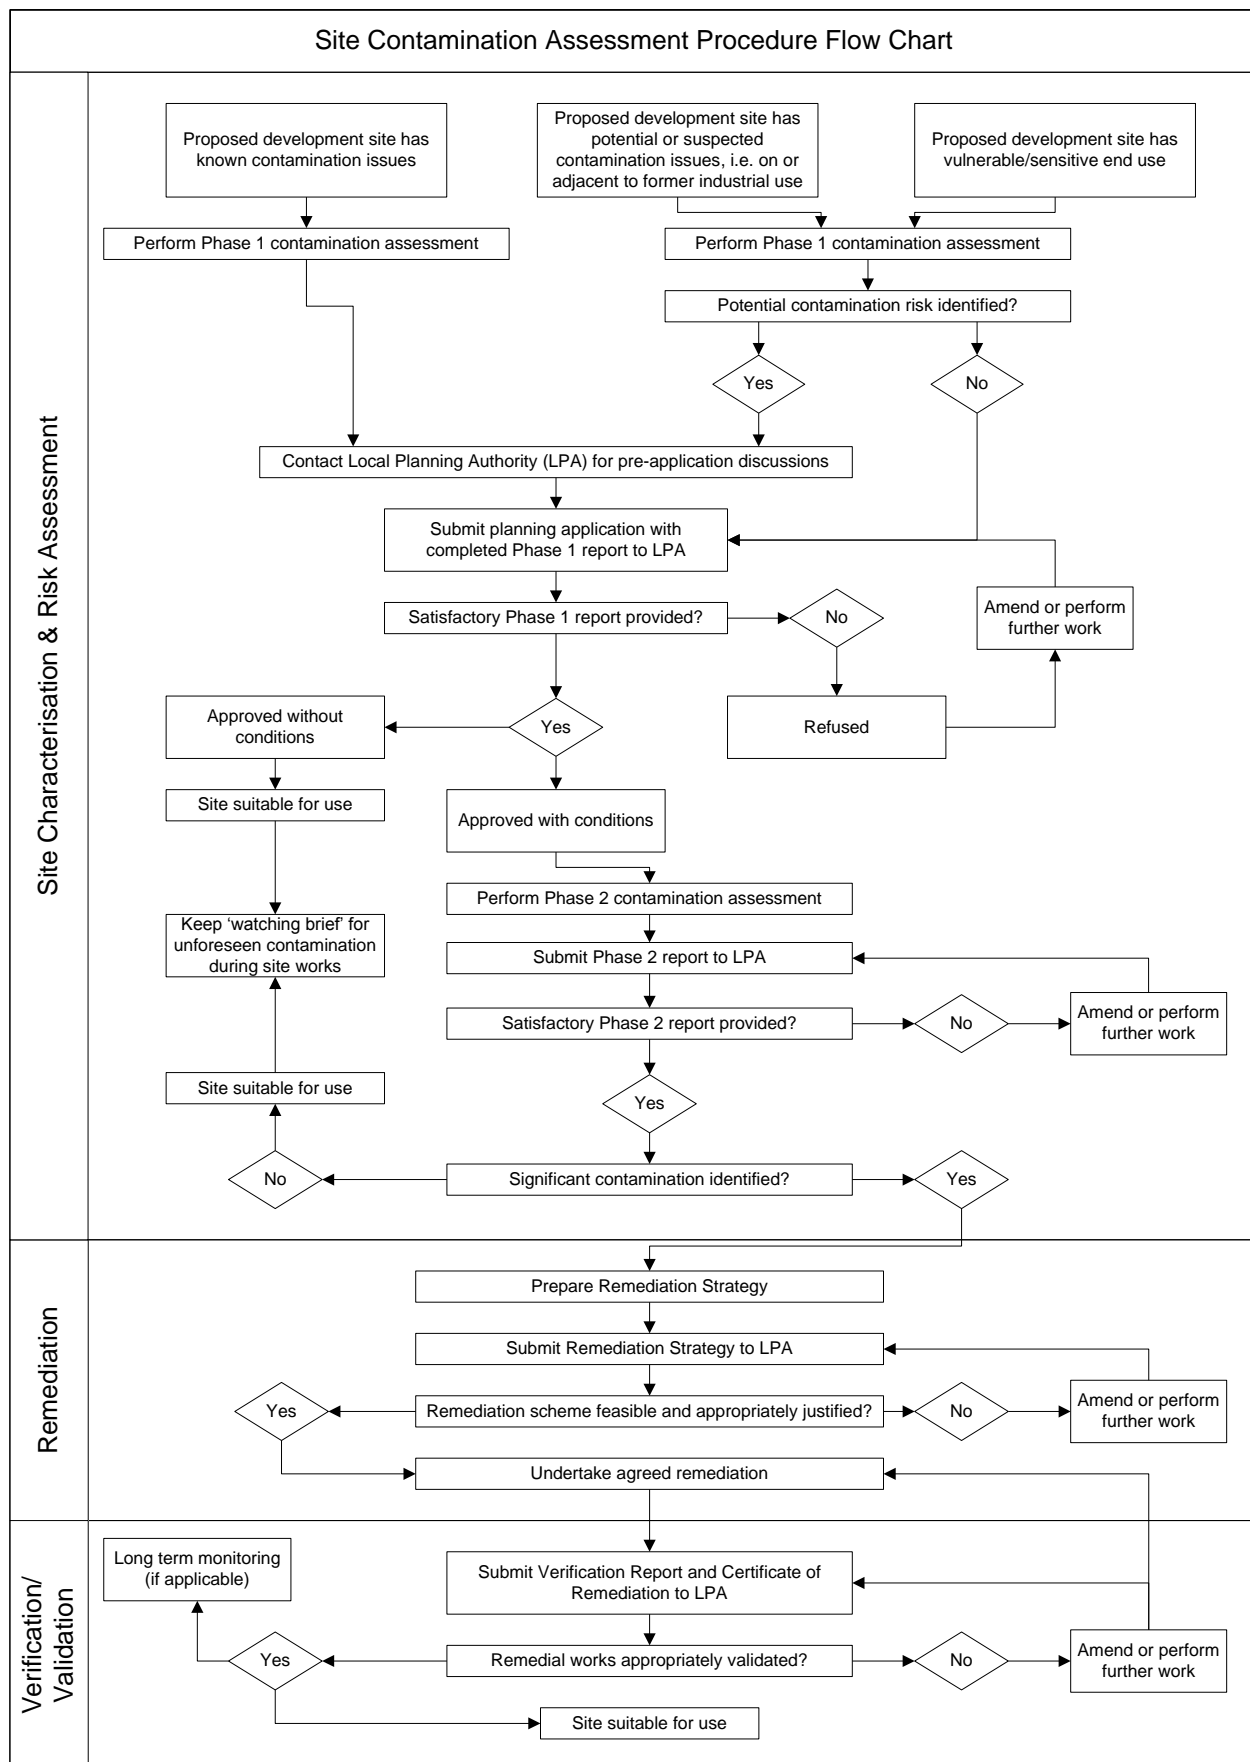 Site Contamination Assessment Procedure Flow Chart
Site Characterisation & Risk Assessment
Proposed development site has
known contamination issues
Proposed development site has
potential or suspected
contamination issues, i.e. on or
adjacent to former industrial use
Proposed development site has
vulnerable/sensitive end use
Perform Phase 1 contamination assessment
Perform Phase 1 contamination assessment
Potential contamination risk identified?
Yes
No
Contact Local Planning Authority (LPA) for pre-application discussions
Submit planning application with
completed Phase 1 report to LPA
Satisfactory Phase 1 report provided?
No
Amend or perform
further work
Approved without
conditions
Yes
Refused
Site suitable for use
Approved with conditions
Perform Phase 2 contamination assessment
Keep ‘watching brief’ for
unforeseen contamination
during site works
Submit Phase 2 report to LPA
Satisfactory Phase 2 report provided?
No
Amend or perform
further work
Site suitable for use
Yes
No
Significant contamination identified?
Yes
Remediation
Prepare Remediation Strategy
Submit Remediation Strategy to LPA
Yes
Remediation scheme feasible and appropriately justified?
No
Amend or perform
further work
Undertake agreed remediation
Verification/
Validation
Long term monitoring
(if applicable)
Submit Verification Report and Certificate of
Remediation to LPA
Yes
Remedial works appropriately validated?
No
Amend or perform
further work
Site suitable for use